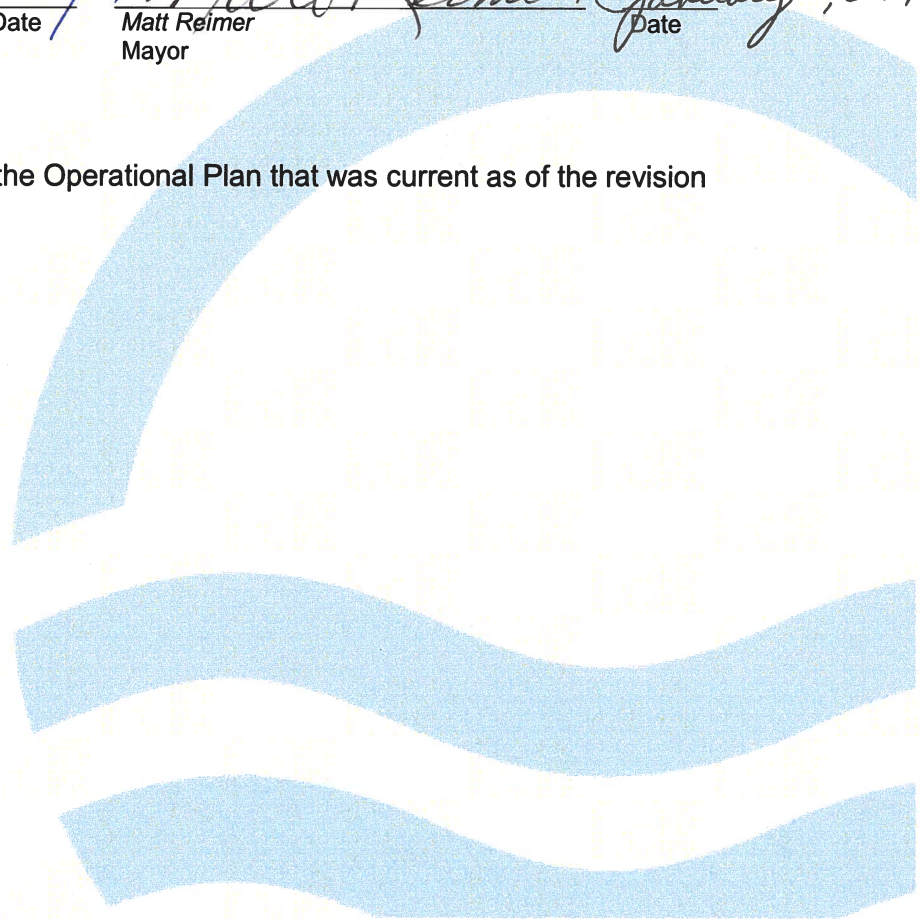 Date Matt Reimer Date
Mayor
the Operational Plan that was current as of the revision